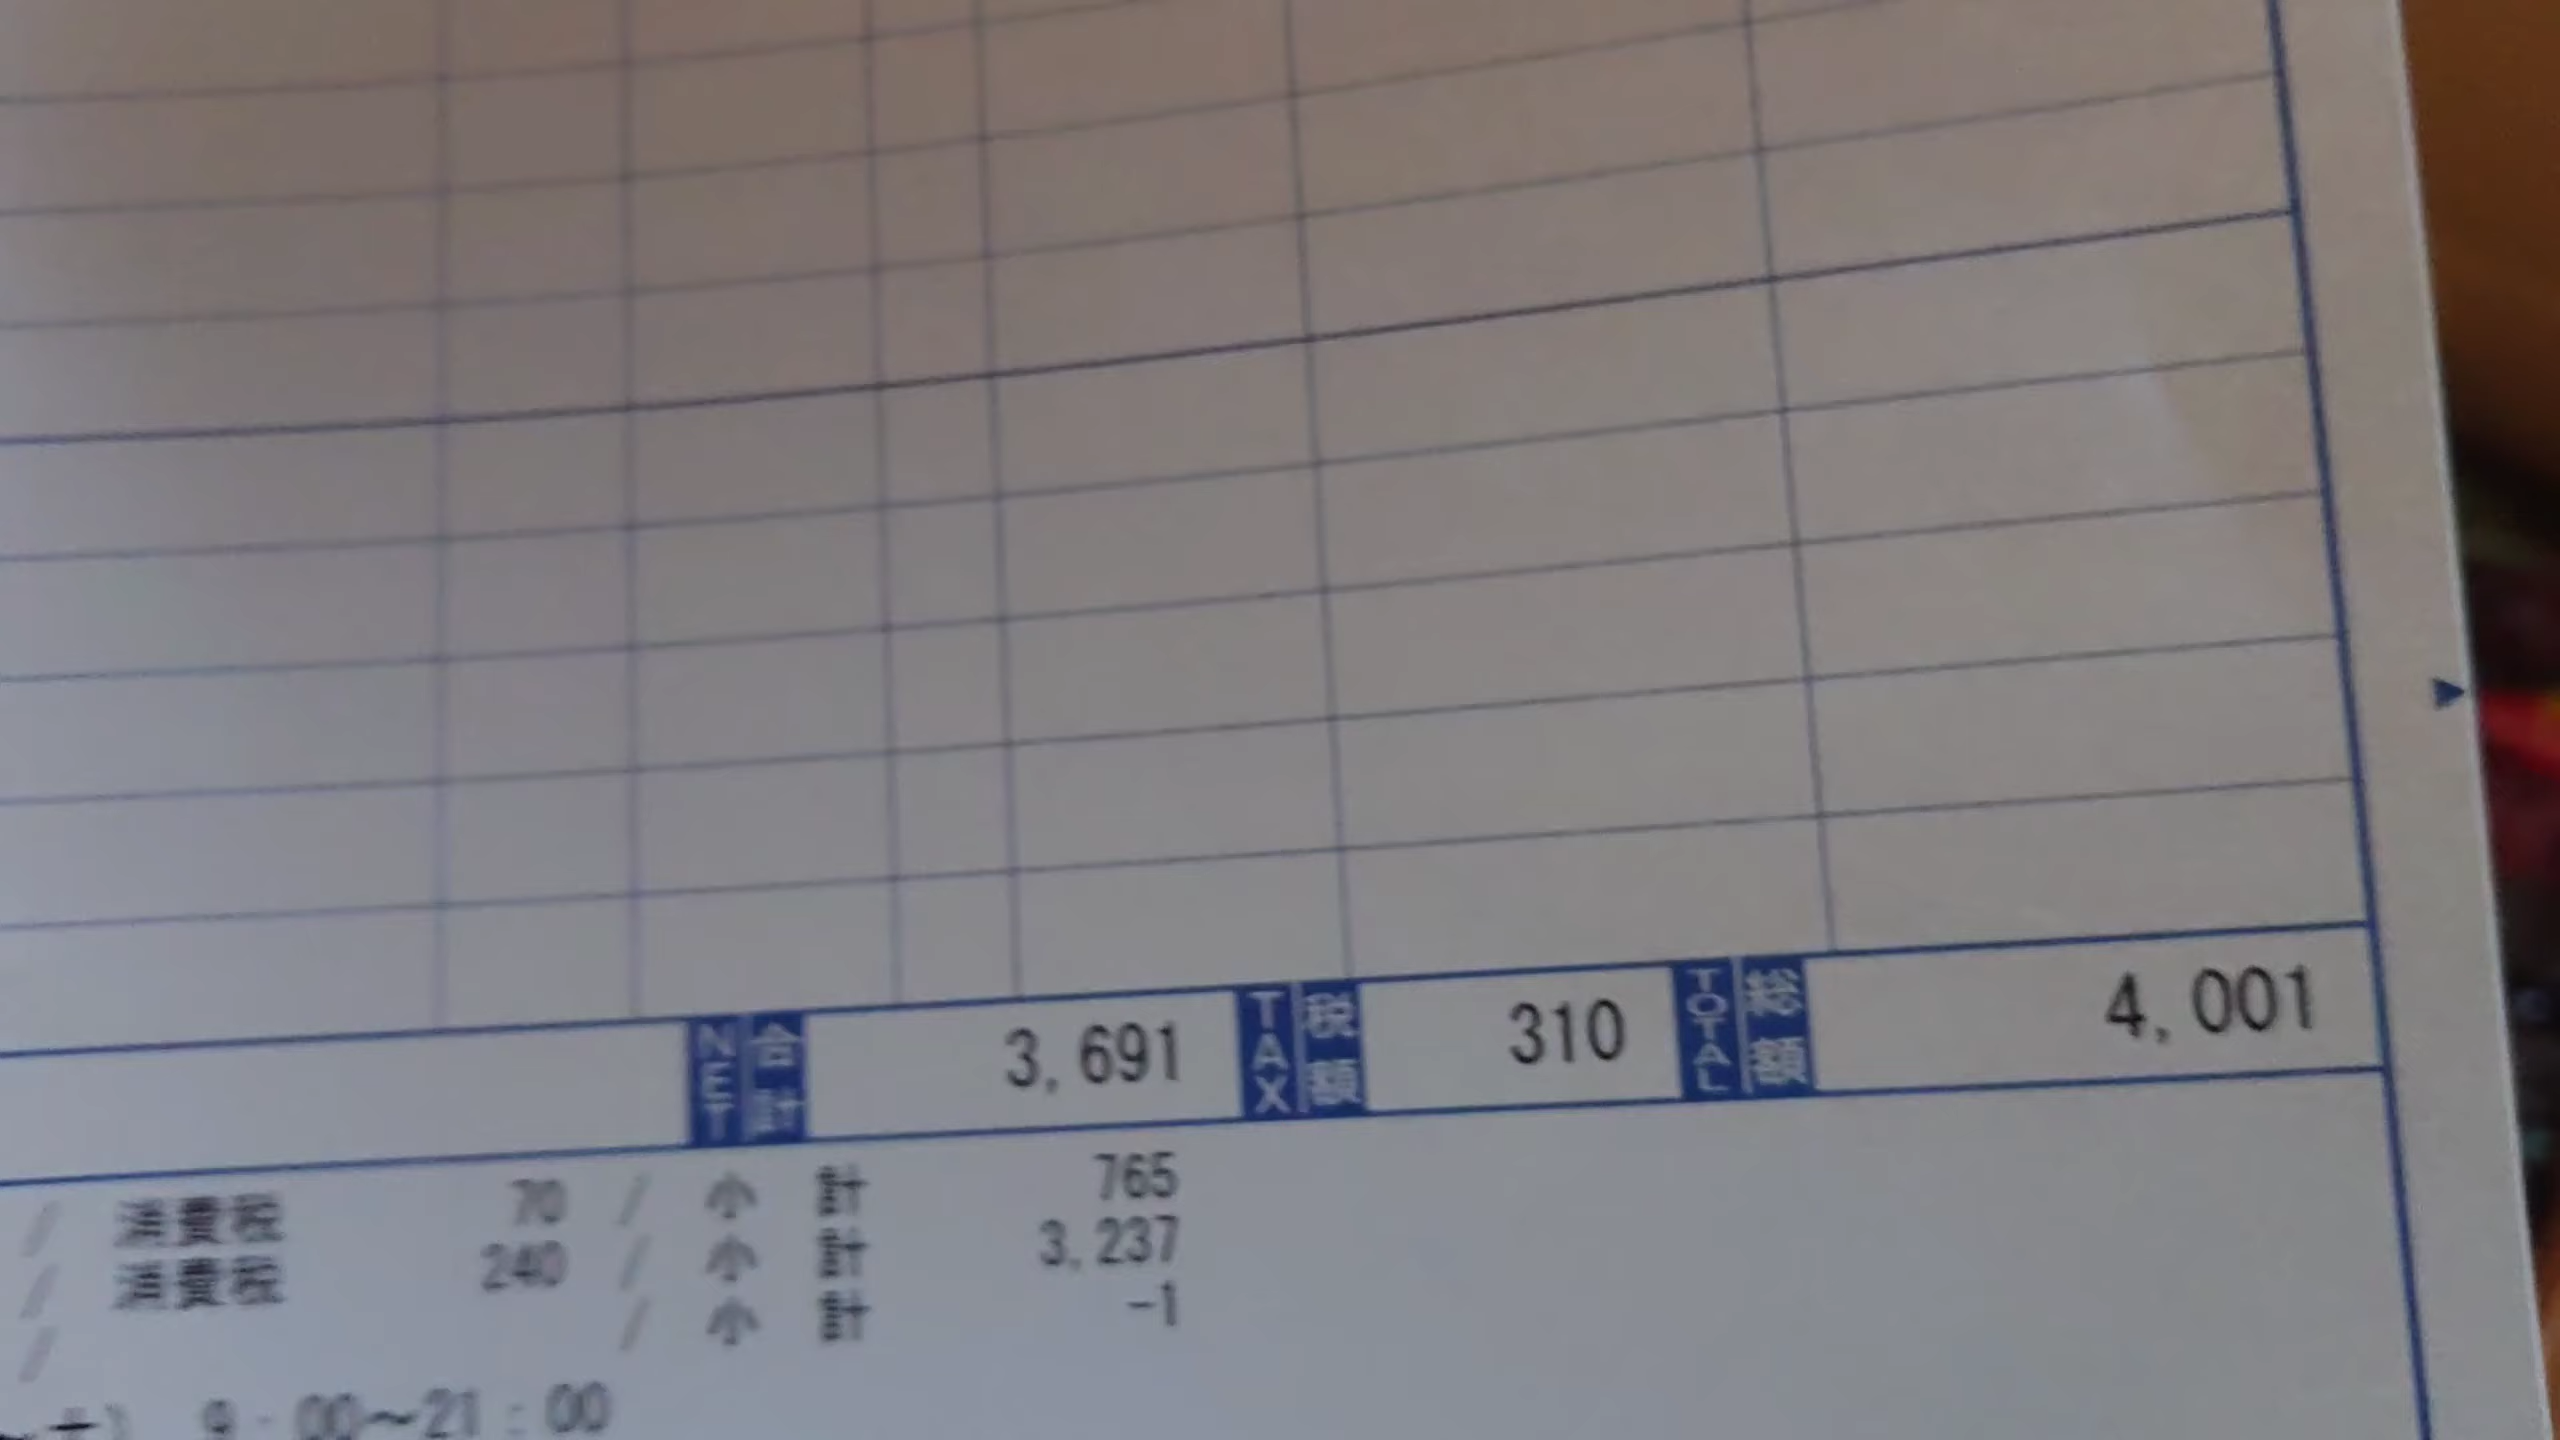 NET 合計 3,691 TAX 税額 310 TOTAL 総額 4,001
/ 消費税 70 / 小計 765
/ 消費税 240 / 小計 3,237
/ / 小計 -1
～土） 9:00～21:00